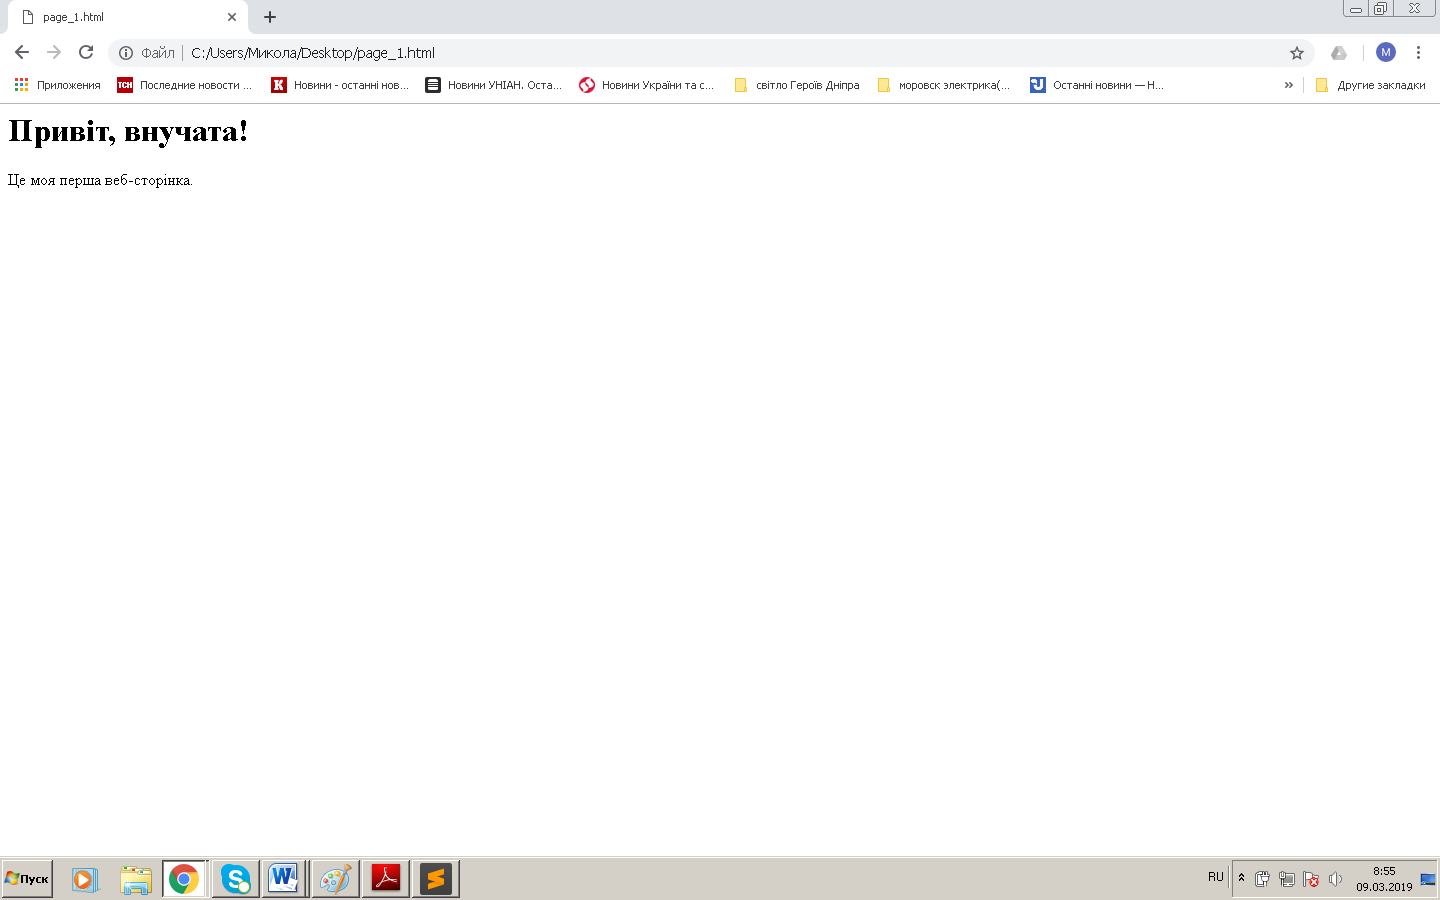 page_1.html
Файл C:/Users/Микола/Desktop/page_1.html
M
Приложения ТСН Последние новости ... K Новини - останні нов... Новини УНІАН. Оста... Новини України та с... світло Героїв Дніпра моровск электрика(... Останні новини — Н... » Другие закладки
Привіт, внучата!
Це моя перша веб-сторінка.
Пуск RU 8:55
09.03.2019